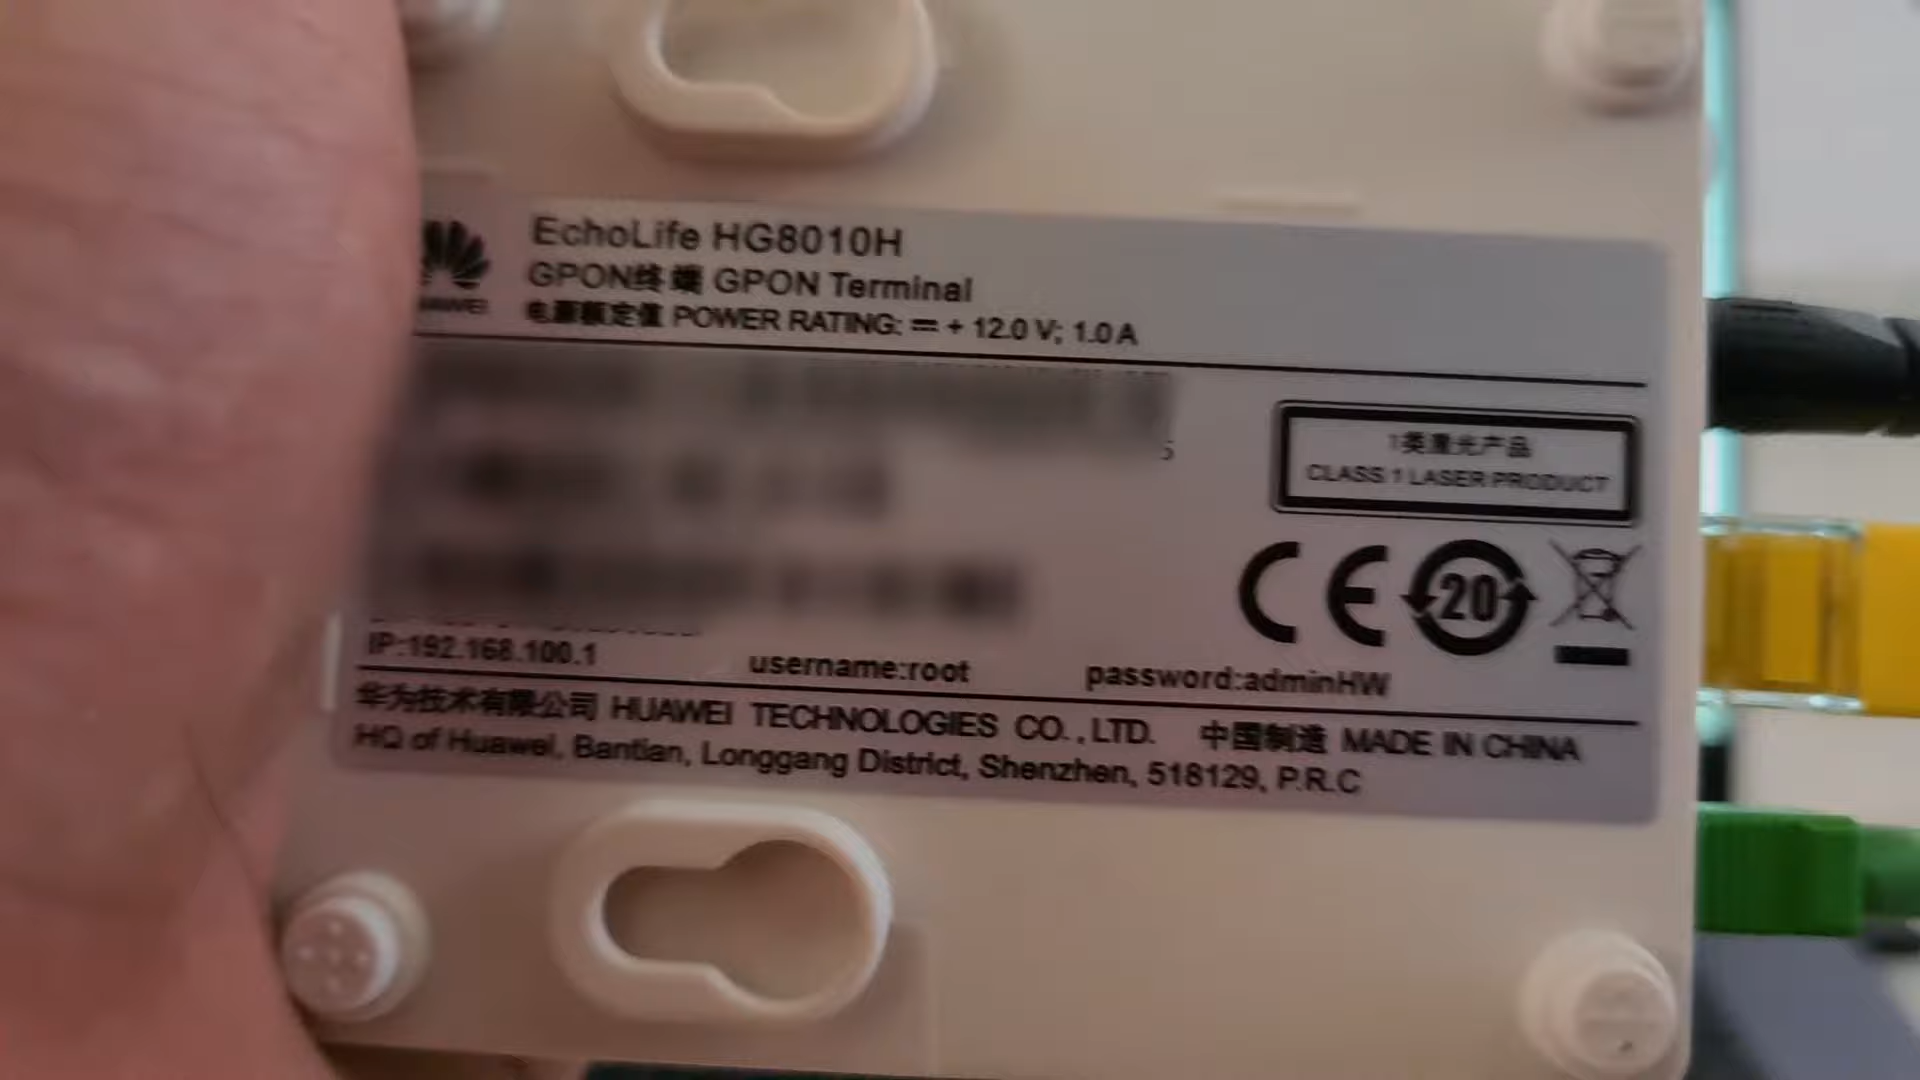 HUAWEI
EchoLife HG8010H
GPON终端 GPON Terminal
电源额定值 POWER RATING: ⎓ + 12.0 V; 1.0 A
1类激光产品
CLASS 1 LASER PRODUCT
CE
20
IP:192.168.100.1 username:root password:adminHW
华为技术有限公司 HUAWEI TECHNOLOGIES CO.,LTD. 中国制造 MADE IN CHINA
HQ of Huawei, Bantian, Longgang District, Shenzhen, 518129, P.R.C